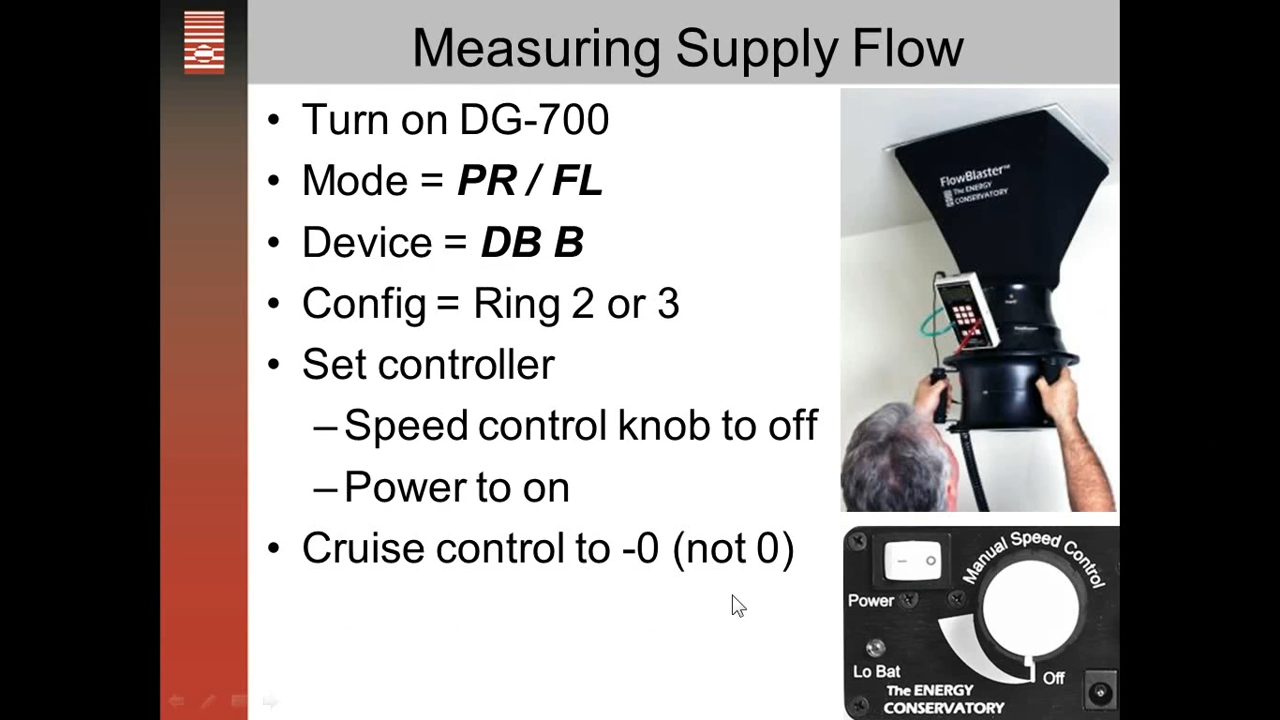 Measuring Supply Flow
• Turn on DG-700
• Mode = PR / FL
• Device = DB B
• Config = Ring 2 or 3
• Set controller
–Speed control knob to off
–Power to on
• Cruise control to -0 (not 0)
FlowBlaster™
The ENERGY
CONSERVATORY
Manual Speed Control
Power
Lo Bat
Off
The ENERGY
CONSERVATORY